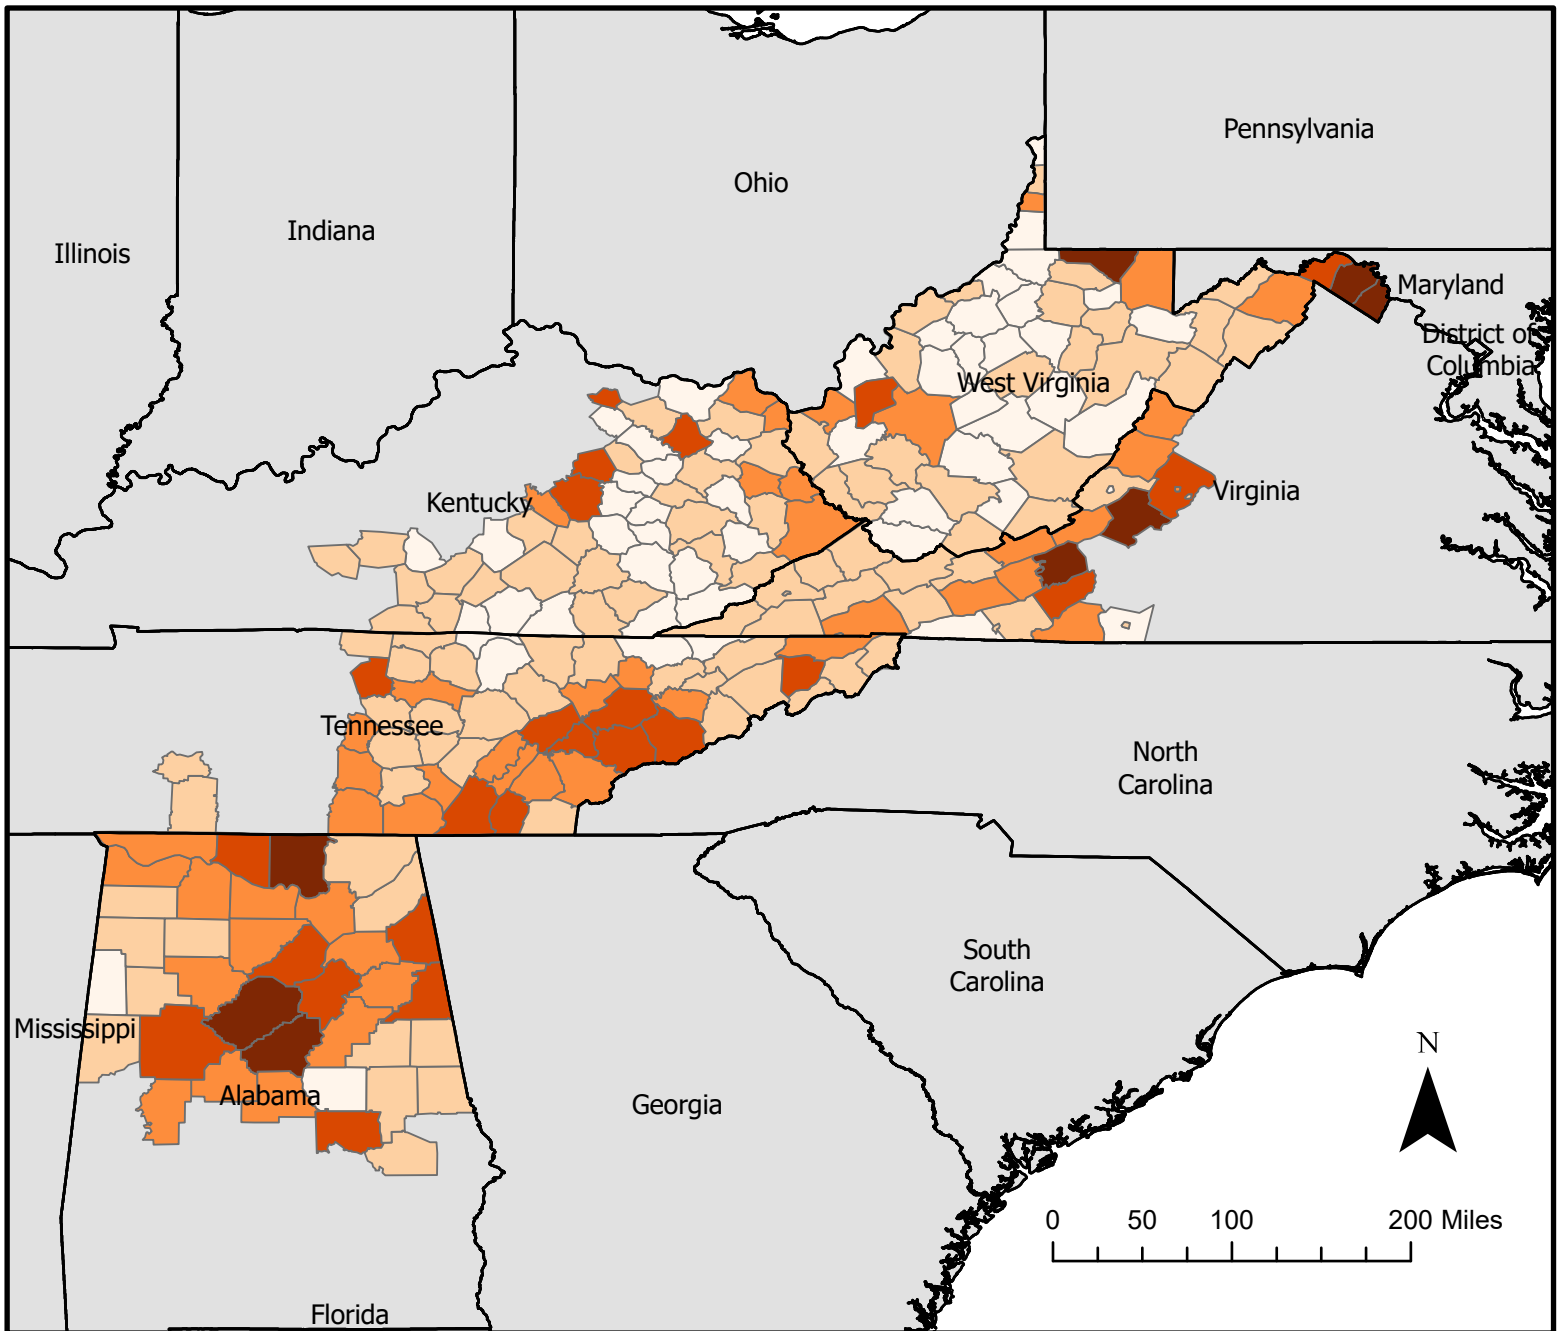 Pennsylvania
Ohio
Indiana
Illinois
Maryland
District of
Columbia
West Virginia
Virginia
Kentucky
Tennessee
North
Carolina
South
Carolina
Mississippi
Alabama
Georgia
N
0 50 100 200 Miles
Florida